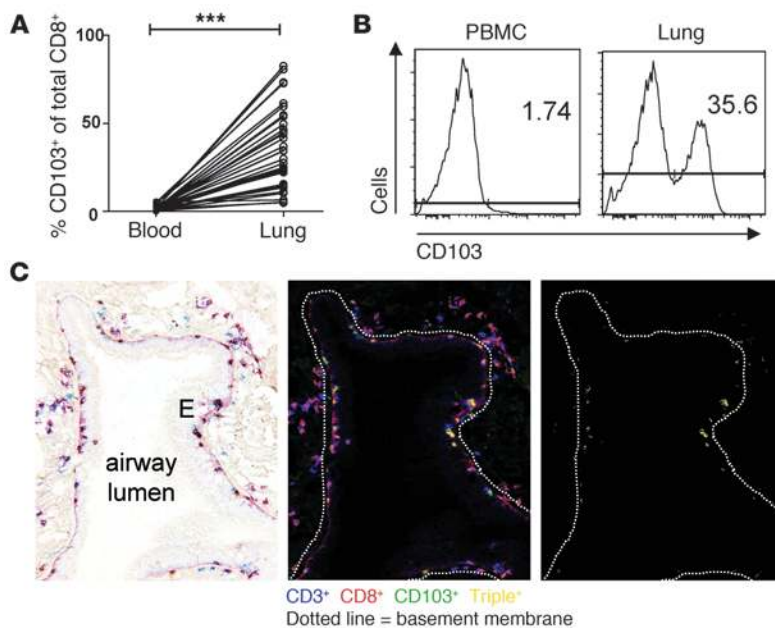 A
***
% CD103⁺ of total CD8⁺
100
50
0
Blood
Lung
B
PBMC
Lung
1.74
35.6
Cells
CD103
C
E
airway
lumen
CD3⁺ CD8⁺ CD103⁺ Triple⁺
Dotted line = basement membrane